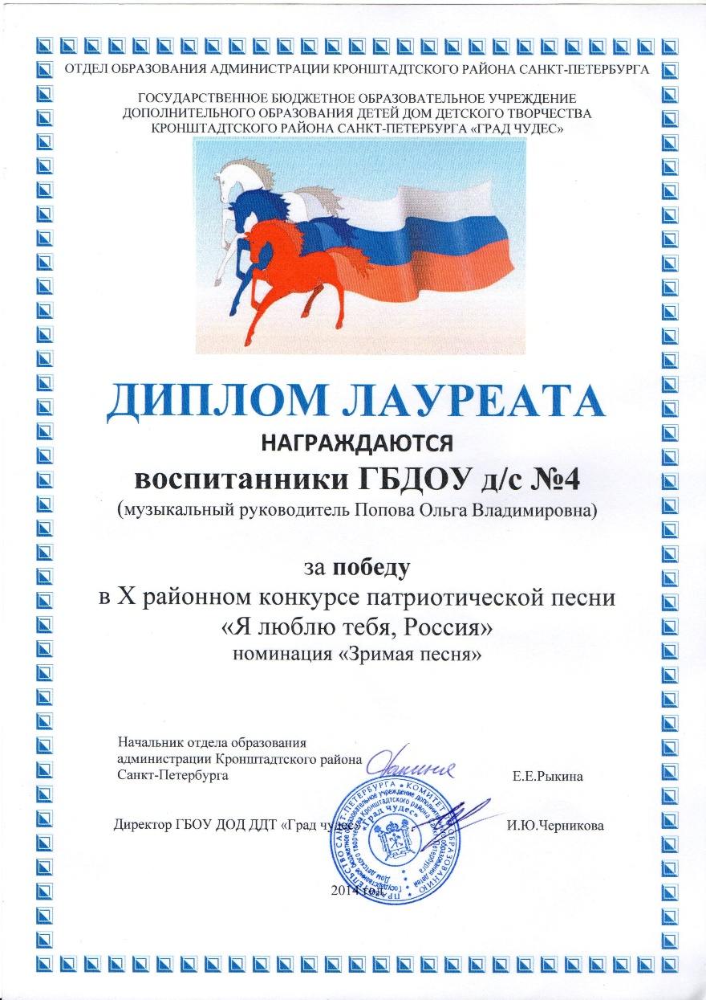 ОТДЕЛ ОБРАЗОВАНИЯ АДМИНИСТРАЦИИ КРОНШТАДТСКОГО РАЙОНА САНКТ-ПЕТЕРБУРГА
ГОСУДАРСТВЕННОЕ БЮДЖЕТНОЕ ОБРАЗОВАТЕЛЬНОЕ УЧРЕЖДЕНИЕ
ДОПОЛНИТЕЛЬНОГО ОБРАЗОВАНИЯ ДЕТЕЙ ДОМ ДЕТСКОГО ТВОРЧЕСТВА
КРОНШТАДТСКОГО РАЙОНА САНКТ-ПЕТЕРБУРГА «ГРАД ЧУДЕС»
ДИПЛОМ ЛАУРЕАТА
НАГРАЖДАЮТСЯ
воспитанники ГБДОУ д/с №4
(музыкальный руководитель Попова Ольга Владимировна)
за победу
в X районном конкурсе патриотической песни
«Я люблю тебя, Россия»
номинация «Зримая песня»
Начальник отдела образования
администрации Кронштадтского района
Санкт-Петербурга Е.Е.Рыкина
Директор ГБОУ ДОД ДДТ «Град чудес» И.Ю.Черникова
2014 год
ПРАВИТЕЛЬСТВО САНКТ-ПЕТЕРБУРГА • КОМИТЕТ ПО ОБРАЗОВАНИЮ
Государственное бюджетное образовательное учреждение дополнительного образования детей
Дом детского творчества Кронштадтского района Санкт-Петербурга
«Град чудес»